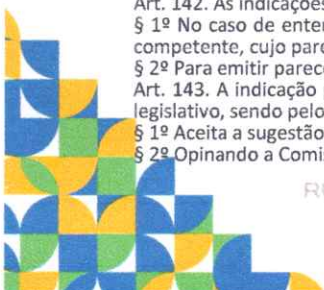 Art. 142. As indicações
§ 1º No caso de enten
competente, cujo pare
§ 2º Para emitir parece
Art. 143. A indicação p
legislativo, sendo pelo
§ 1º Aceita a sugestão
§ 2º Opinando a Comis